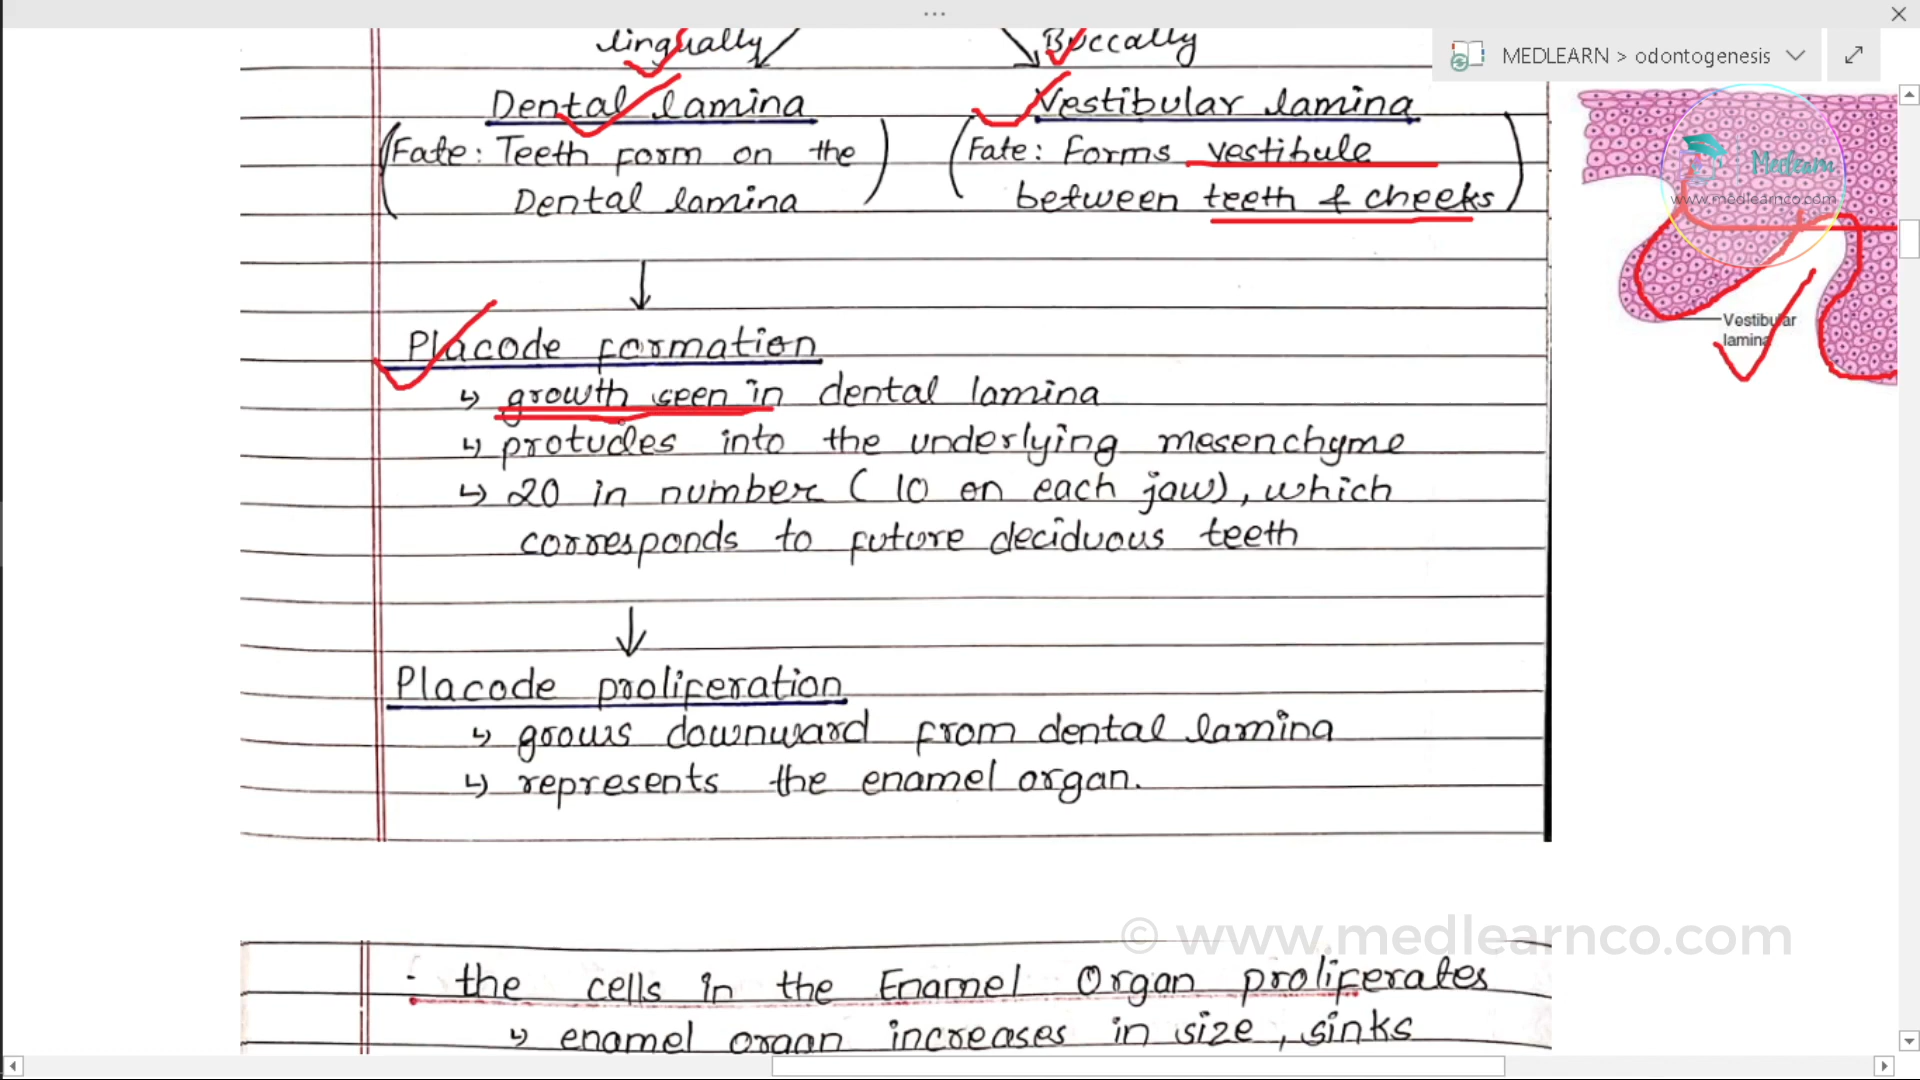 ...
MEDLEARN > odontogenesis
lingually Buccally
Dental lamina Vestibular lamina
(Fate: Teeth form on the (Fate: Forms vestibule
Dental lamina) between teeth & cheeks)
Medlearn
www.medlearnco.com
Vestibular
lamina
↓
Placode formation
↳ growth seen in dental lamina
↳ protudes into the underlying mesenchyme
↳ 20 in number (10 on each jaw), which
corresponds to future deciduous teeth
↓
Placode proliferation
↳ grows downward from dental lamina
↳ represents the enamel organ.
© www.medlearnco.com
- the cells in the Enamel Organ proliferates
↳ enamel organ increases in size, sinks